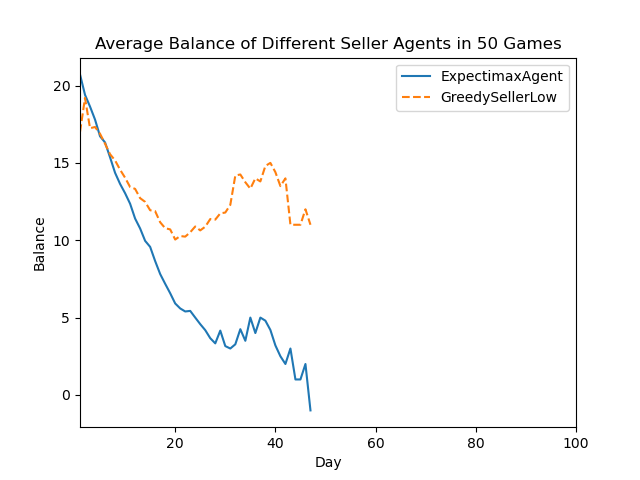 Average Balance of Different Seller Agents in 50 Games
ExpectimaxAgent
GreedySellerLow
Balance
20
15
10
5
0
20 40 60 80 100
Day